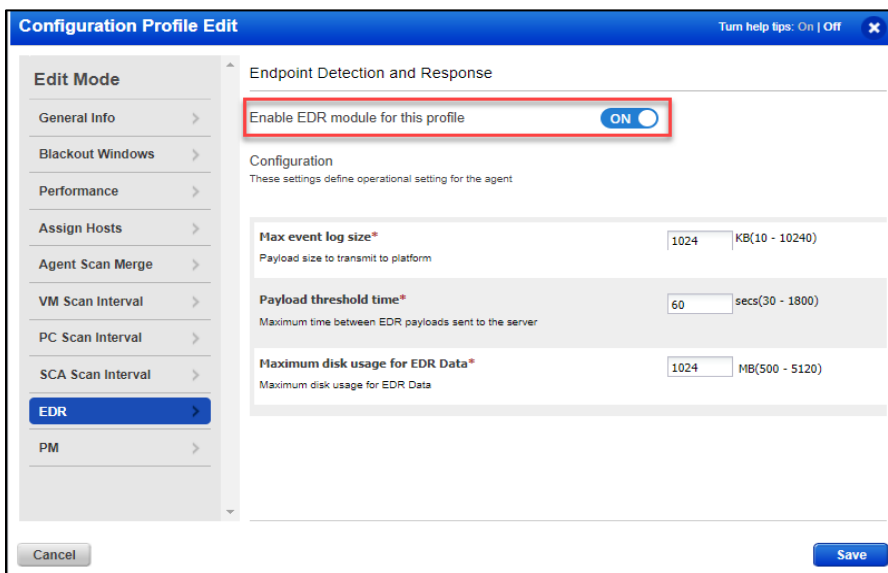 Configuration Profile Edit
Turn help tips: On | Off
Edit Mode
General Info
Blackout Windows
Performance
Assign Hosts
Agent Scan Merge
VM Scan Interval
PC Scan Interval
SCA Scan Interval
EDR
PM
Endpoint Detection and Response
Enable EDR module for this profile
ON
Configuration
These settings define operational setting for the agent
Max event log size*
1024 KB(10 - 10240)
Payload size to transmit to platform
Payload threshold time*
60 secs(30 - 1800)
Maximum time between EDR payloads sent to the server
Maximum disk usage for EDR Data*
1024 MB(500 - 5120)
Maximum disk usage for EDR Data
Cancel
Save